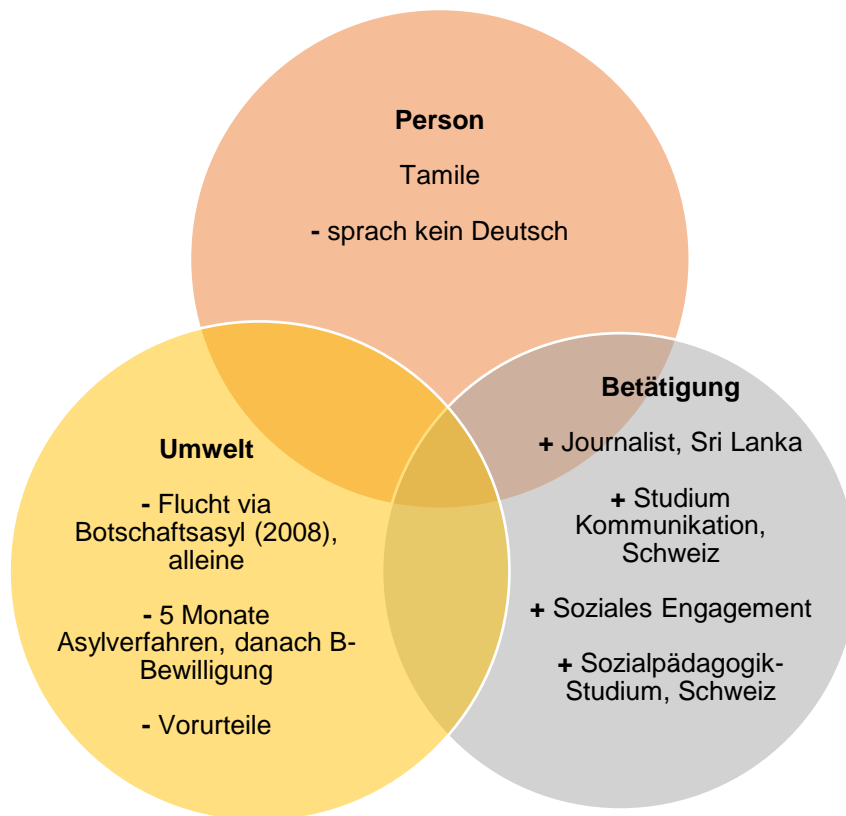 Person
Tamile
- sprach kein Deutsch
Umwelt
- Flucht via
Botschaftsasyl (2008),
alleine
- 5 Monate
Asylverfahren, danach B-
Bewilligung
- Vorurteile
Betätigung
+ Journalist, Sri Lanka
+ Studium
Kommunikation,
Schweiz
+ Soziales Engagement
+ Sozialpädagogik-
Studium, Schweiz